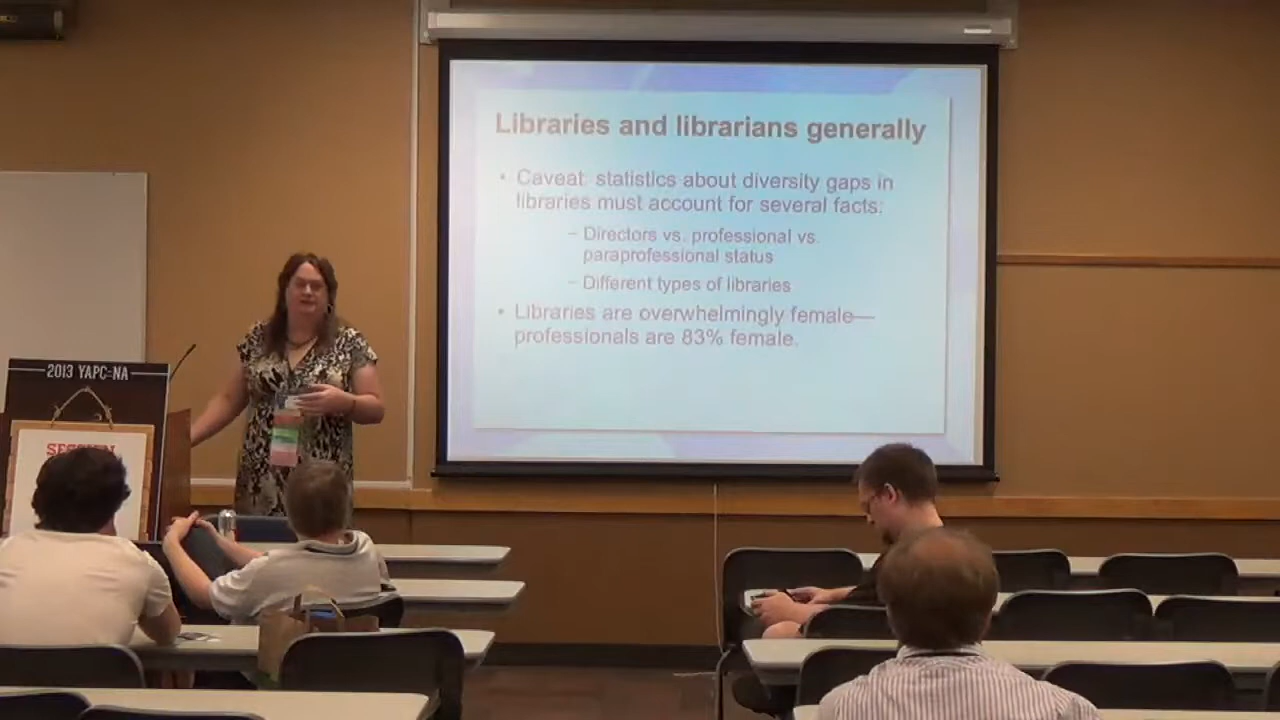 Libraries and librarians generally
• Caveat: statistics about diversity gaps in
libraries must account for several facts:
– Directors vs. professional vs.
paraprofessional status
– Different types of libraries
• Libraries are overwhelmingly female—
professionals are 83% female.
2013 YAPC::NA
SESSION